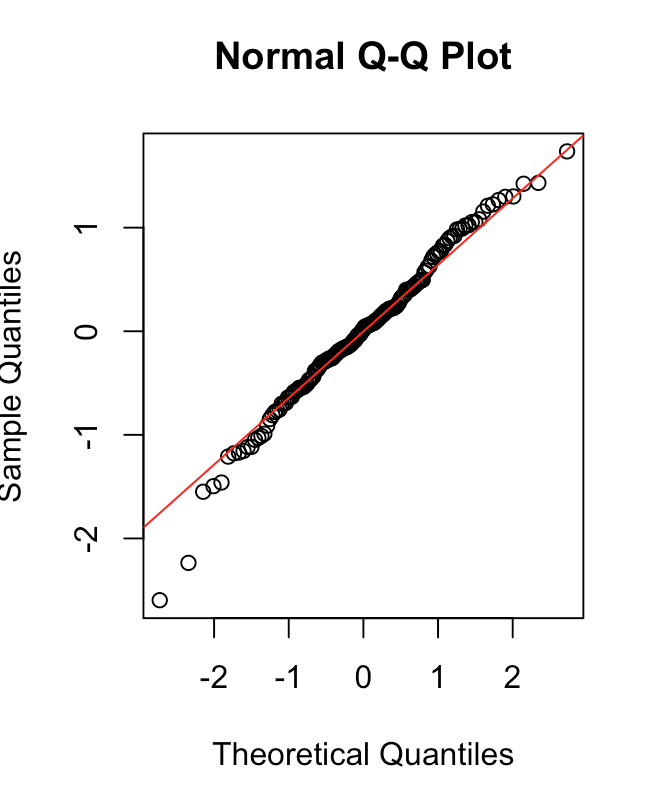 Normal Q-Q Plot
Sample Quantiles
1
0
-1
-2
-2 -1 0 1 2
Theoretical Quantiles